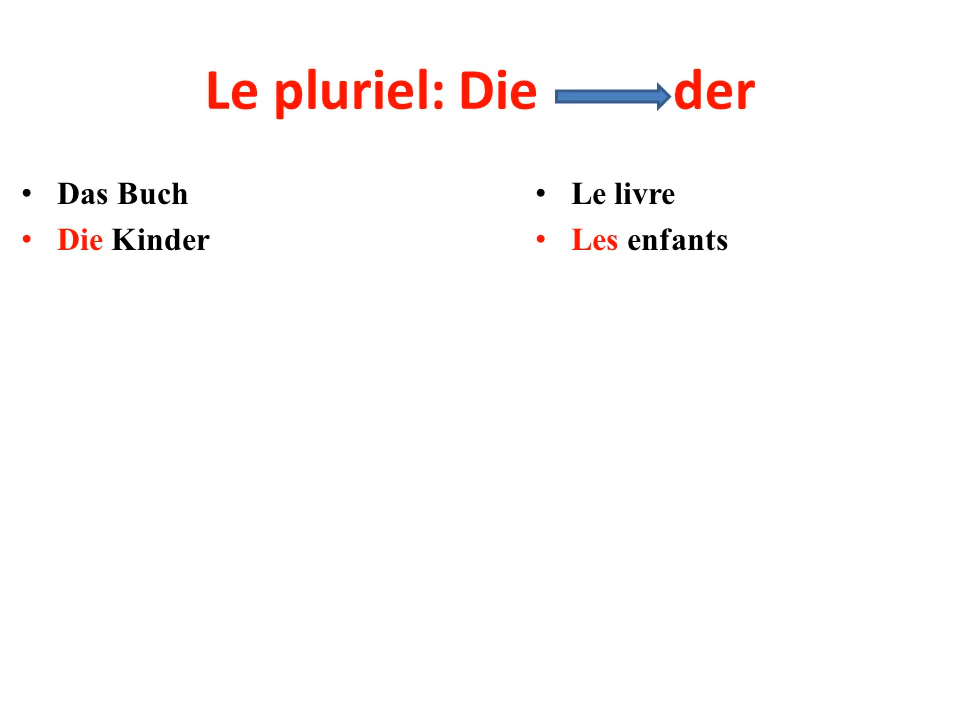 Le pluriel: Die der
• Das Buch
• Die Kinder
• Le livre
• Les enfants